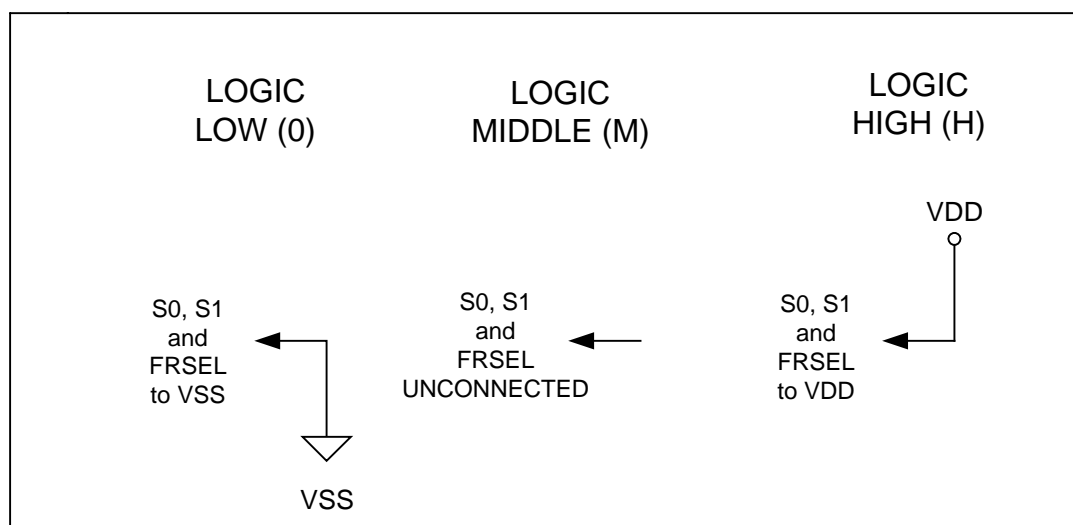 LOGIC
LOW (0)
LOGIC
MIDDLE (M)
LOGIC
HIGH (H)
VDD
S0, S1
and
FRSEL
to VSS
S0, S1
and
FRSEL
UNCONNECTED
S0, S1
and
FRSEL
to VDD
VSS